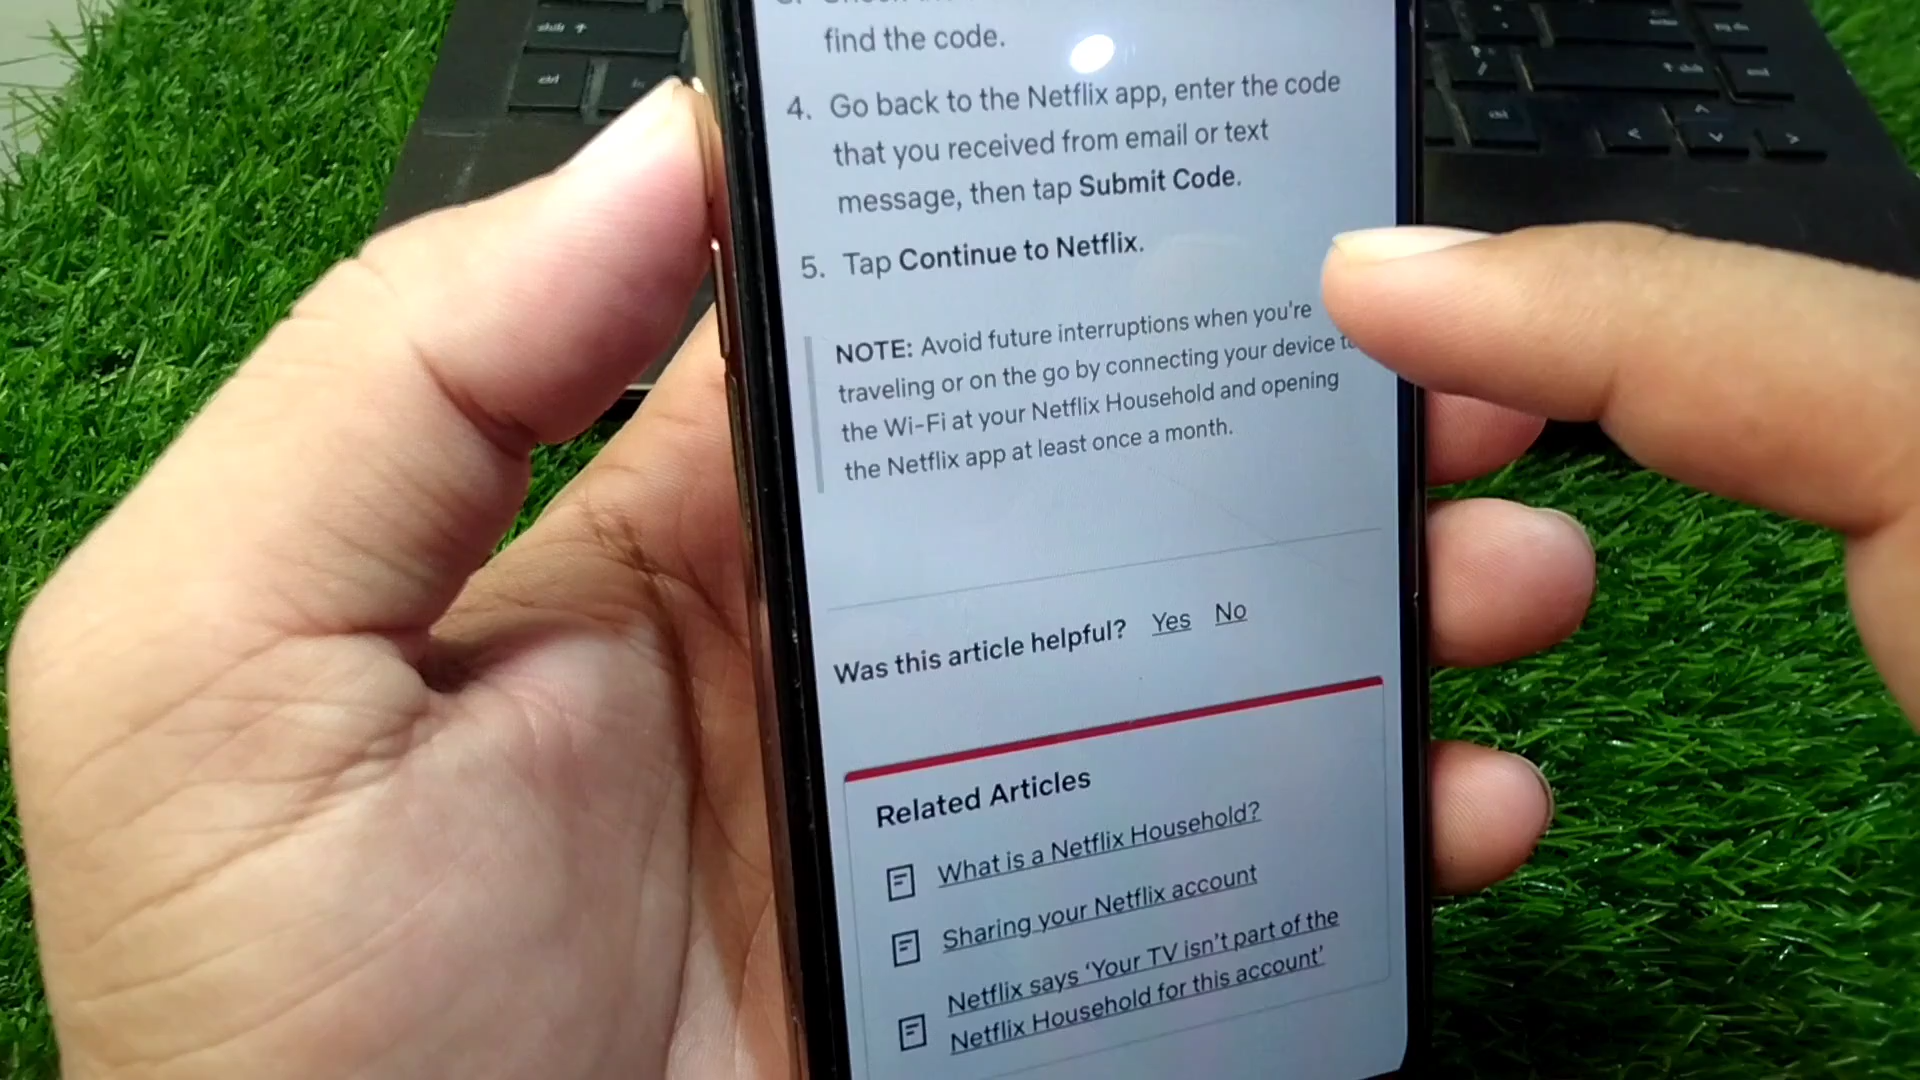 find the code.
4. Go back to the Netflix app, enter the code
that you received from email or text
message, then tap Submit Code.
5. Tap Continue to Netflix.
NOTE: Avoid future interruptions when you're
traveling or on the go by connecting your device
the Wi-Fi at your Netflix Household and opening
the Netflix app at least once a month.
Was this article helpful? Yes No
Related Articles
What is a Netflix Household?
Sharing your Netflix account
Netflix says ‘Your TV isn’t part of the
Netflix Household for this account’
shift
ctrl
ctrl